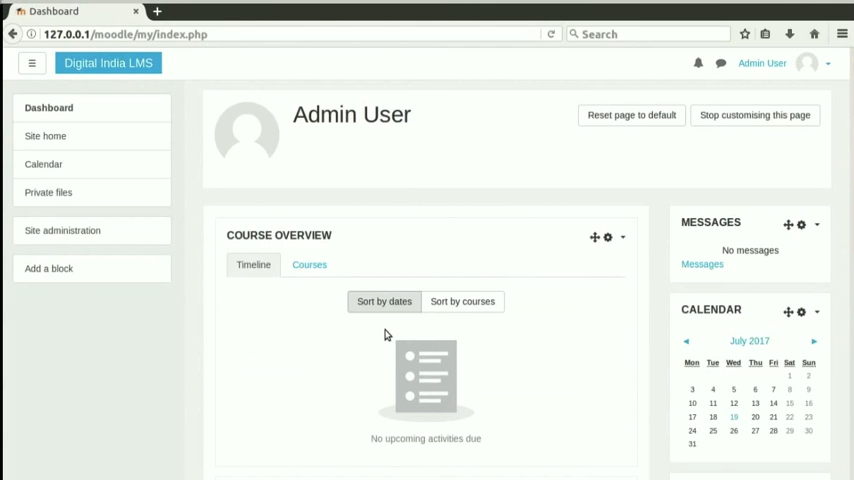 Dashboard
127.0.0.1/moodle/my/index.php
Search
Digital India LMS
Admin User
Dashboard
Site home
Calendar
Private files
Site administration
Add a block
Admin User
Reset page to default
Stop customising this page
COURSE OVERVIEW
Timeline
Courses
Sort by dates
Sort by courses
No upcoming activities due
MESSAGES
No messages
Messages
CALENDAR
July 2017
Mon Tue Wed Thu Fri Sat Sun
1 2
3 4 5 6 7 8 9
10 11 12 13 14 15 16
17 18 19 20 21 22 23
24 25 26 27 28 29 30
31